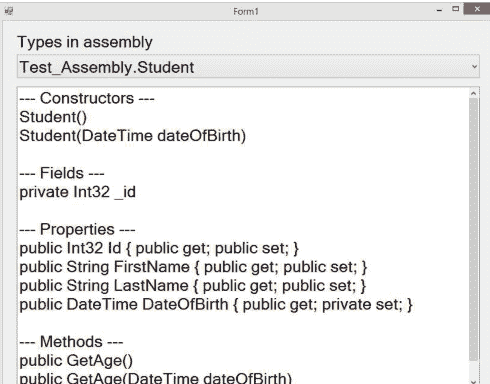 Form1
Types in assembly
Test_Assembly.Student
--- Constructors ---
Student()
Student(DateTime dateOfBirth)
--- Fields ---
private Int32 _id
--- Properties ---
public Int32 Id { public get; public set; }
public String FirstName { public get; public set; }
public String LastName { public get; public set; }
public DateTime DateOfBirth { public get; private set; }
--- Methods ---
public GetAge()
public GetAge(DateTime dateOfBirth)